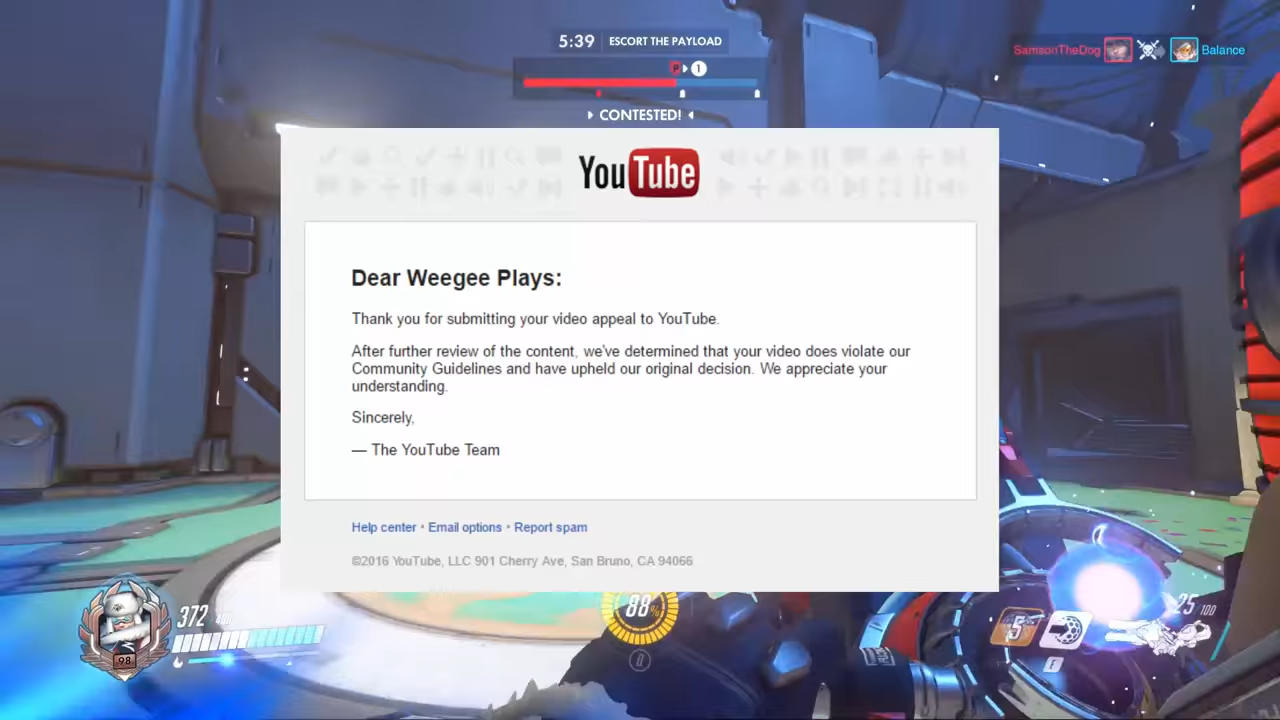 5:39 ESCORT THE PAYLOAD
SamsonTheDog Balance
P 1
CONTESTED!
YouTube
Dear Weegee Plays:
Thank you for submitting your video appeal to YouTube.
After further review of the content, we've determined that your video does violate our
Community Guidelines and have upheld our original decision. We appreciate your
understanding.
Sincerely,
— The YouTube Team
Help center • Email options • Report spam
©2016 YouTube, LLC 901 Cherry Ave, San Bruno, CA 94066
372
98
88%
Q
5
F
25 /100